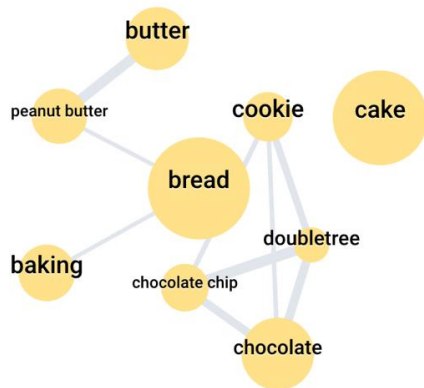 butter
peanut butter
cookie
cake
bread
doubletree
baking
chocolate chip
chocolate